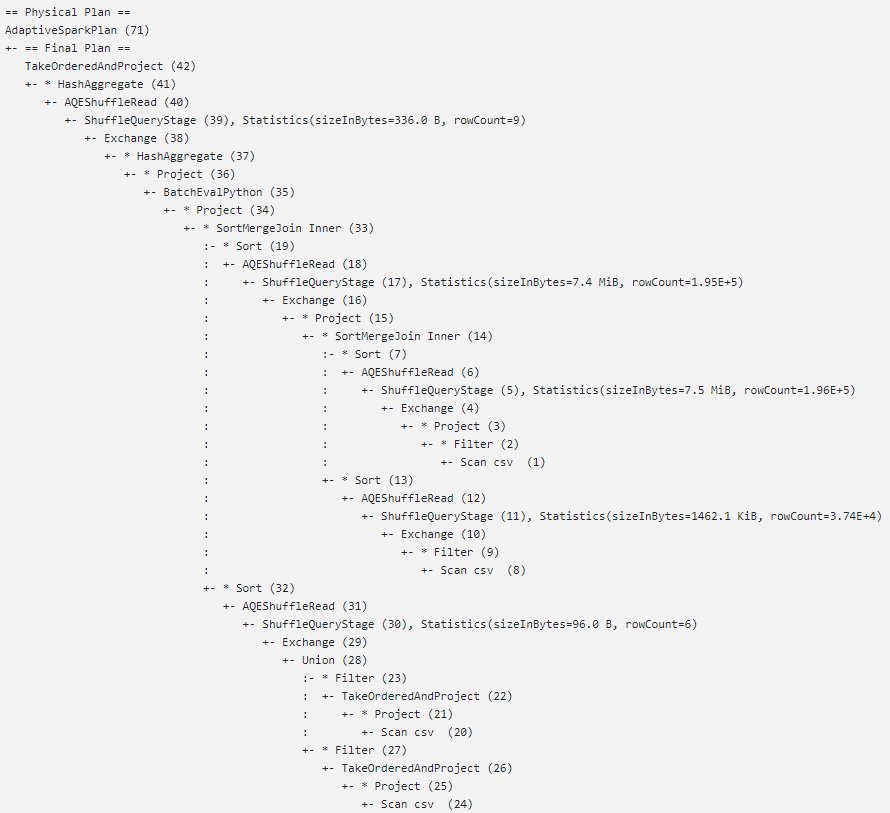 == Physical Plan ==
AdaptiveSparkPlan (71)
+- == Final Plan ==
   TakeOrderedAndProject (42)
   +- * HashAggregate (41)
      +- AQEShuffleRead (40)
         +- ShuffleQueryStage (39), Statistics(sizeInBytes=336.0 B, rowCount=9)
            +- Exchange (38)
               +- * HashAggregate (37)
                  +- * Project (36)
                     +- BatchEvalPython (35)
                        +- * Project (34)
                           +- * SortMergeJoin Inner (33)
                              :- * Sort (19)
                              :  +- AQEShuffleRead (18)
                              :     +- ShuffleQueryStage (17), Statistics(sizeInBytes=7.4 MiB, rowCount=1.95E+5)
                              :        +- Exchange (16)
                              :           +- * Project (15)
                              :              +- * SortMergeJoin Inner (14)
                              :                 :- * Sort (7)
                              :                 :  +- AQEShuffleRead (6)
                              :                 :     +- ShuffleQueryStage (5), Statistics(sizeInBytes=7.5 MiB, rowCount=1.96E+5)
                              :                 :        +- Exchange (4)
                              :                 :           +- * Project (3)
                              :                 :              +- * Filter (2)
                              :                 :                 +- Scan csv  (1)
                              :                 +- * Sort (13)
                              :                    +- AQEShuffleRead (12)
                              :                       +- ShuffleQueryStage (11), Statistics(sizeInBytes=1462.1 KiB, rowCount=3.74E+4)
                              :                          +- Exchange (10)
                              :                             +- * Filter (9)
                              :                                +- Scan csv  (8)
                              +- * Sort (32)
                                 +- AQEShuffleRead (31)
                                    +- ShuffleQueryStage (30), Statistics(sizeInBytes=96.0 B, rowCount=6)
                                       +- Exchange (29)
                                          +- Union (28)
                                             :- * Filter (23)
                                             :  +- TakeOrderedAndProject (22)
                                             :     +- * Project (21)
                                             :        +- Scan csv  (20)
                                             +- * Filter (27)
                                                +- TakeOrderedAndProject (26)
                                                   +- * Project (25)
                                                      +- Scan csv  (24)